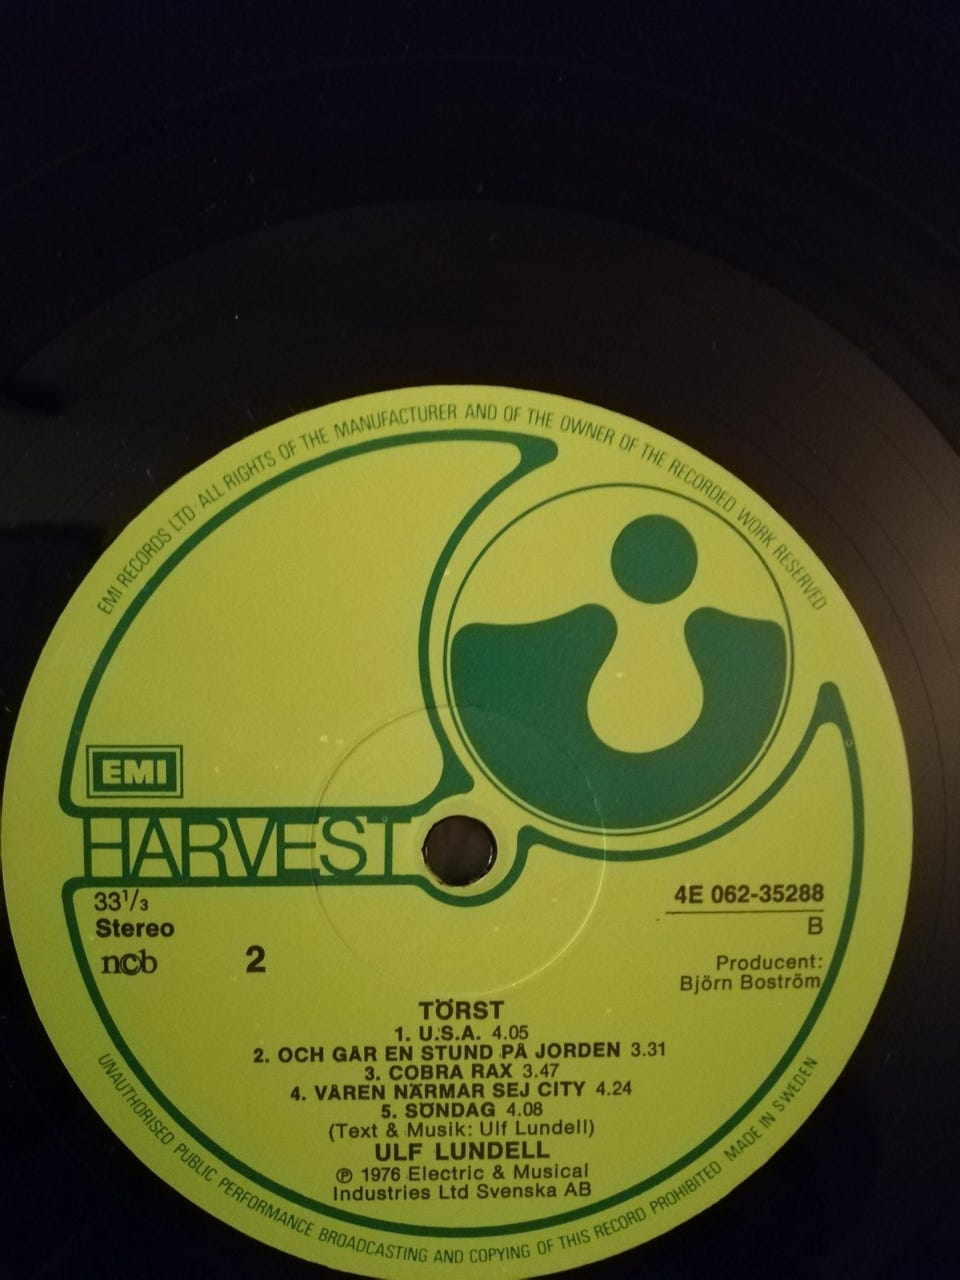 EMI RECORDS LTD · ALL RIGHTS OF THE MANUFACTURER AND OF THE OWNER OF THE RECORDED WORK RESERVED
EMI
HARVEST
33 1/3
Stereo
ncb
2
4E 062-35288
B
Producent:
Björn Boström
TÖRST
1. U.S.A. 4.05
2. OCH GÅR EN STUND PÅ JORDEN 3.31
3. COBRA RAX 3.47
4. VÅREN NÄRMAR SEJ CITY 4.24
5. SÖNDAG 4.08
(Text & Musik: Ulf Lundell)
ULF LUNDELL
℗ 1976 Electric & Musical
Industries Ltd Svenska AB
UNAUTHORISED PUBLIC PERFORMANCE BROADCASTING AND COPYING OF THIS RECORD PROHIBITED · MADE IN SWEDEN